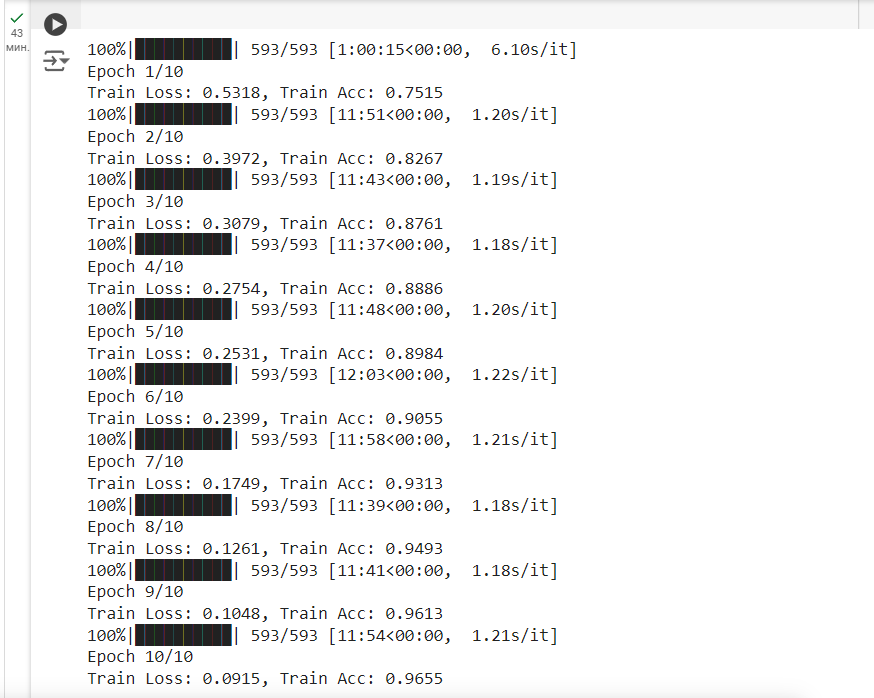 43
мин.
100%|██████████| 593/593 [1:00:15<00:00, 6.10s/it]
Epoch 1/10
Train Loss: 0.5318, Train Acc: 0.7515
100%|██████████| 593/593 [11:51<00:00, 1.20s/it]
Epoch 2/10
Train Loss: 0.3972, Train Acc: 0.8267
100%|██████████| 593/593 [11:43<00:00, 1.19s/it]
Epoch 3/10
Train Loss: 0.3079, Train Acc: 0.8761
100%|██████████| 593/593 [11:37<00:00, 1.18s/it]
Epoch 4/10
Train Loss: 0.2754, Train Acc: 0.8886
100%|██████████| 593/593 [11:48<00:00, 1.20s/it]
Epoch 5/10
Train Loss: 0.2531, Train Acc: 0.8984
100%|██████████| 593/593 [12:03<00:00, 1.22s/it]
Epoch 6/10
Train Loss: 0.2399, Train Acc: 0.9055
100%|██████████| 593/593 [11:58<00:00, 1.21s/it]
Epoch 7/10
Train Loss: 0.1749, Train Acc: 0.9313
100%|██████████| 593/593 [11:39<00:00, 1.18s/it]
Epoch 8/10
Train Loss: 0.1261, Train Acc: 0.9493
100%|██████████| 593/593 [11:41<00:00, 1.18s/it]
Epoch 9/10
Train Loss: 0.1048, Train Acc: 0.9613
100%|██████████| 593/593 [11:54<00:00, 1.21s/it]
Epoch 10/10
Train Loss: 0.0915, Train Acc: 0.9655